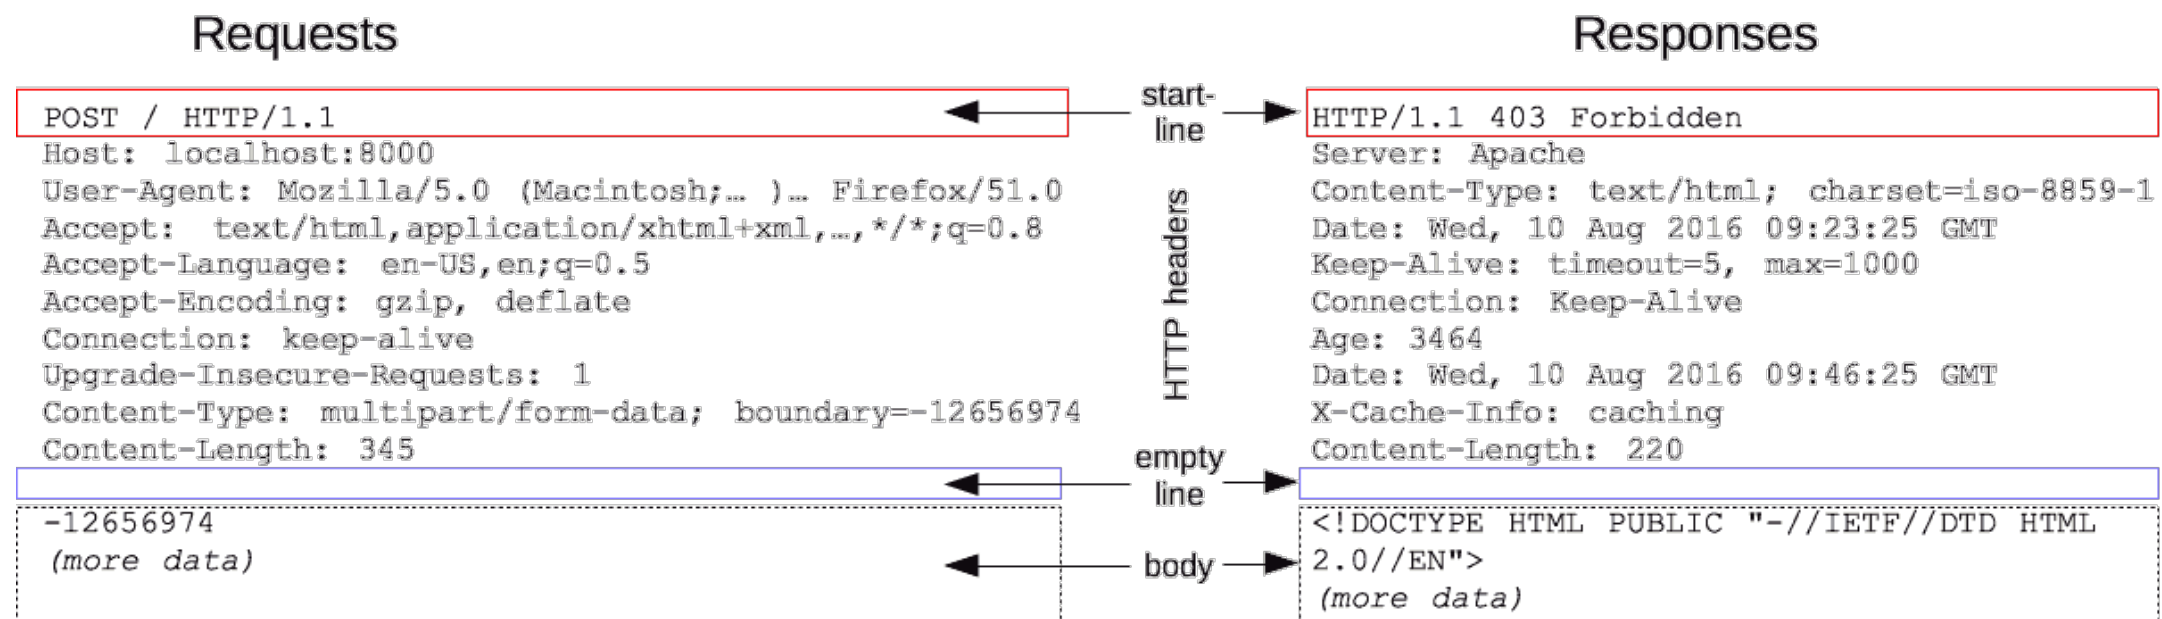 Requests
POST / HTTP/1.1
Host: localhost:8000
User-Agent: Mozilla/5.0 (Macintosh;… )… Firefox/51.0
Accept: text/html,application/xhtml+xml,…,*/*;q=0.8
Accept-Language: en-US,en;q=0.5
Accept-Encoding: gzip, deflate
Connection: keep-alive
Upgrade-Insecure-Requests: 1
Content-Type: multipart/form-data; boundary=-12656974
Content-Length: 345
-12656974
(more data)
start-
line
HTTP headers
empty
line
body
Responses
HTTP/1.1 403 Forbidden
Server: Apache
Content-Type: text/html; charset=iso-8859-1
Date: Wed, 10 Aug 2016 09:23:25 GMT
Keep-Alive: timeout=5, max=1000
Connection: Keep-Alive
Age: 3464
Date: Wed, 10 Aug 2016 09:46:25 GMT
X-Cache-Info: caching
Content-Length: 220
<!DOCTYPE HTML PUBLIC "-//IETF//DTD HTML
2.0//EN">
(more data)